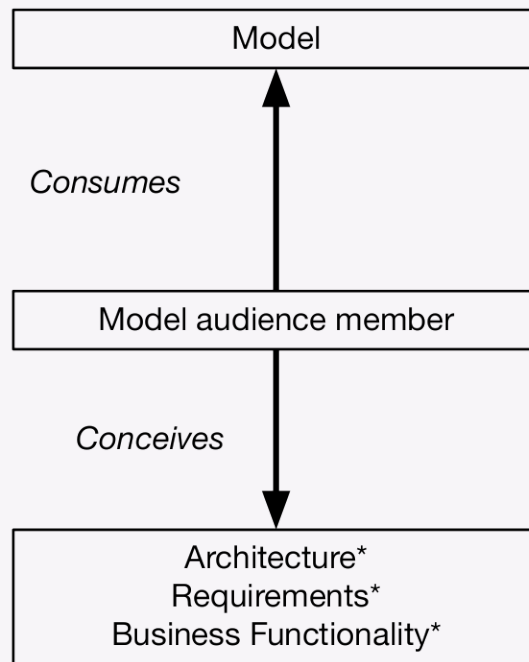 Model
Consumes
Model audience member
Conceives
Architecture*
Requirements*
Business Functionality*